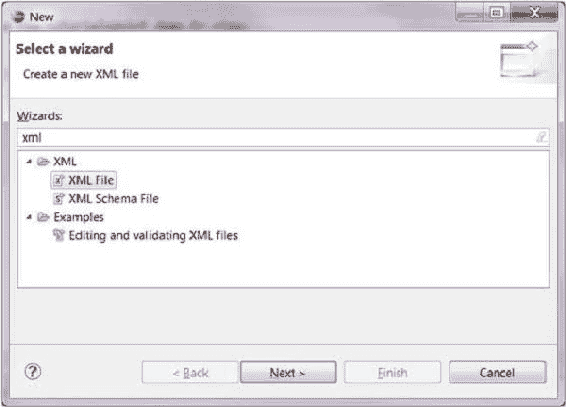 New
Select a wizard
Create a new XML file
Wizards:
xml
XML
XML File
XML Schema File
Examples
Editing and validating XML files
< Back
Next >
Finish
Cancel